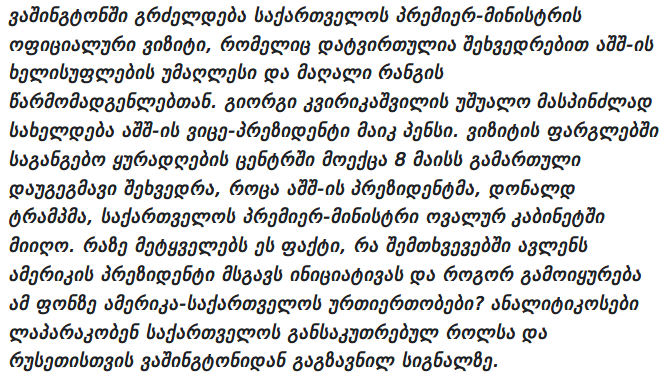 ვაშინგტონში გრძელდება საქართველოს პრემიერ-მინისტრის
ოფიციალური ვიზიტი, რომელიც დატვირთულია შეხვედრებით აშშ-ის
ხელისუფლების უმაღლესი და მაღალი რანგის
წარმომადგენლებთან. გიორგი კვირიკაშვილის უშუალო მასპინძლად
სახელდება აშშ-ის ვიცე-პრეზიდენტი მაიკ პენსი. ვიზიტის ფარგლებში
საგანგებო ყურადღების ცენტრში მოექცა 8 მაისს გამართული
დაუგეგმავი შეხვედრა, როცა აშშ-ის პრეზიდენტმა, დონალდ
ტრამპმა, საქართველოს პრემიერ-მინისტრი ოვალურ კაბინეტში
მიიღო. რაზე მეტყველებს ეს ფაქტი, რა შემთხვევებში ავლენს
ამერიკის პრეზიდენტი მსგავს ინიციატივას და როგორ გამოიყურება
ამ ფონზე ამერიკა-საქართველოს ურთიერთობები? ანალიტიკოსები
ლაპარაკობენ საქართველოს განსაკუთრებულ როლსა და
რუსეთისთვის ვაშინგტონიდან გაგზავნილ სიგნალზე.